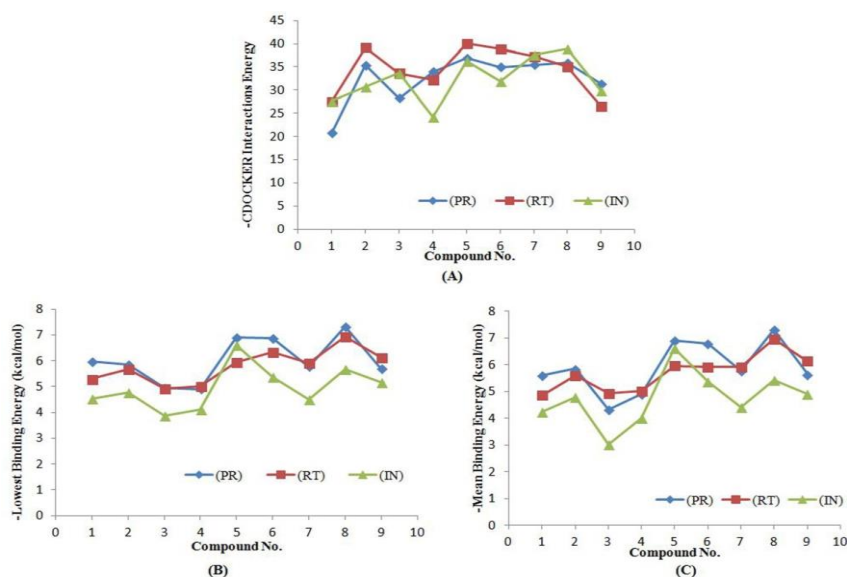 45
40
35
30
25
20
15
10
5
0
-CDOCKER Interactions Energy
(PR) (RT) (IN)
0 1 2 3 4 5 6 7 8 9 10
Compound No.
(A)
8
7
6
5
4
3
2
1
0
-Lowest Binding Energy (kcal/mol)
(PR) (RT) (IN)
0 1 2 3 4 5 6 7 8 9 10
Compound No.
(B)
8
7
6
5
4
3
2
1
0
-Mean Binding Energy (kcal/mol)
(PR) (RT) (IN)
0 1 2 3 4 5 6 7 8 9 10
Compound No.
(C)